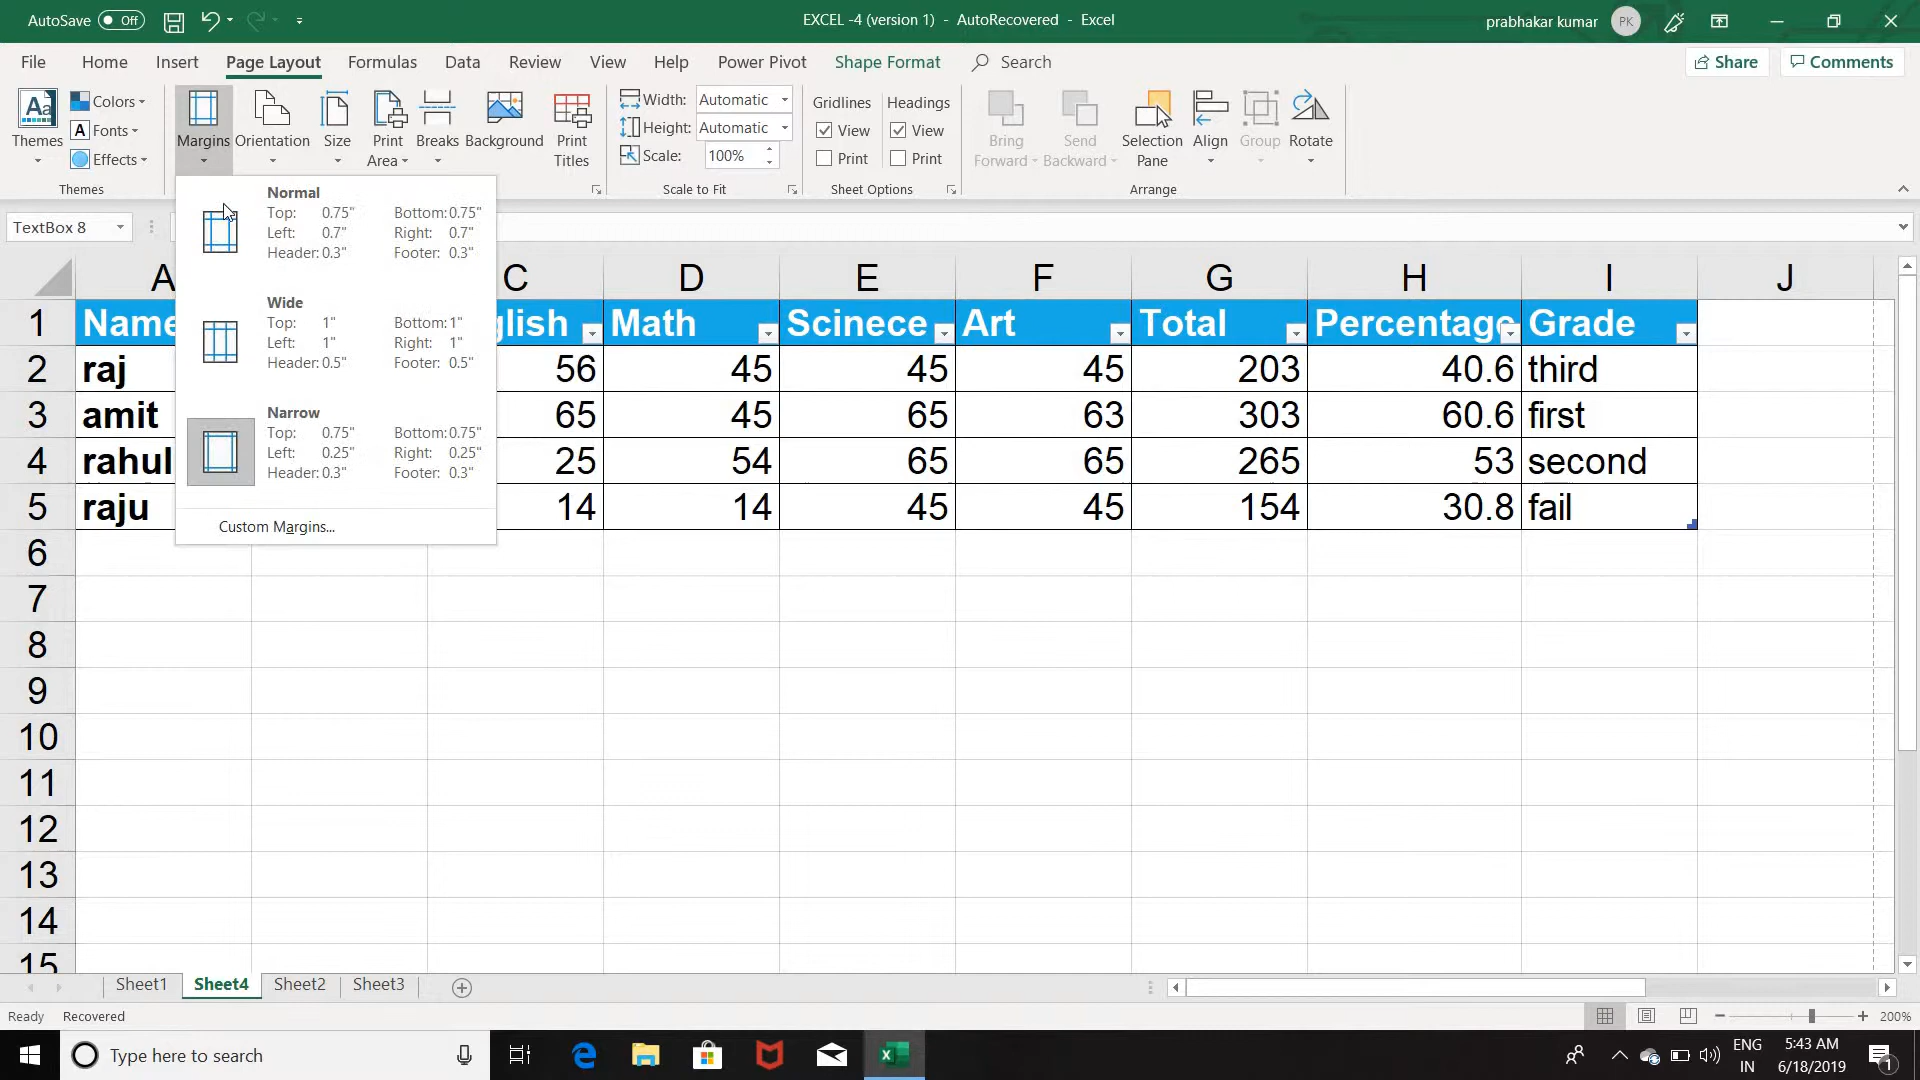 AutoSave Off
EXCEL -4 (version 1) - AutoRecovered - Excel
prabhakar kumar PK
File Home Insert Page Layout Formulas Data Review View Help Power Pivot Shape Format Search Share Comments
Aa Themes
Colors
A Fonts
Effects
Themes
Margins
Orientation
Size
Print
Area
Breaks
Background
Print
Titles
Width: Automatic
Height: Automatic
Scale: 100%
Scale to Fit
Gridlines Headings
View View
Print Print
Sheet Options
Bring
Forward
Send
Backward
Selection
Pane
Align
Group
Rotate
Arrange
TextBox 8
Normal
Top: 0.75" Bottom: 0.75"
Left: 0.7" Right: 0.7"
Header: 0.3" Footer: 0.3"
Wide
Top: 1" Bottom: 1"
Left: 1" Right: 1"
Header: 0.5" Footer: 0.5"
Narrow
Top: 0.75" Bottom: 0.75"
Left: 0.25" Right: 0.25"
Header: 0.3" Footer: 0.3"
Custom Margins...
A C D E F G H I J
1 Name glish Math Scinece Art Total Percentage Grade
2 raj 56 45 45 45 203 40.6 third
3 amit 65 45 65 63 303 60.6 first
4 rahul 25 54 65 65 265 53 second
5 raju 14 14 45 45 154 30.8 fail
6
7
8
9
10
11
12
13
14
15
Sheet1 Sheet4 Sheet2 Sheet3
Ready Recovered 200%
Type here to search
ENG
IN
5:43 AM
6/18/2019
1